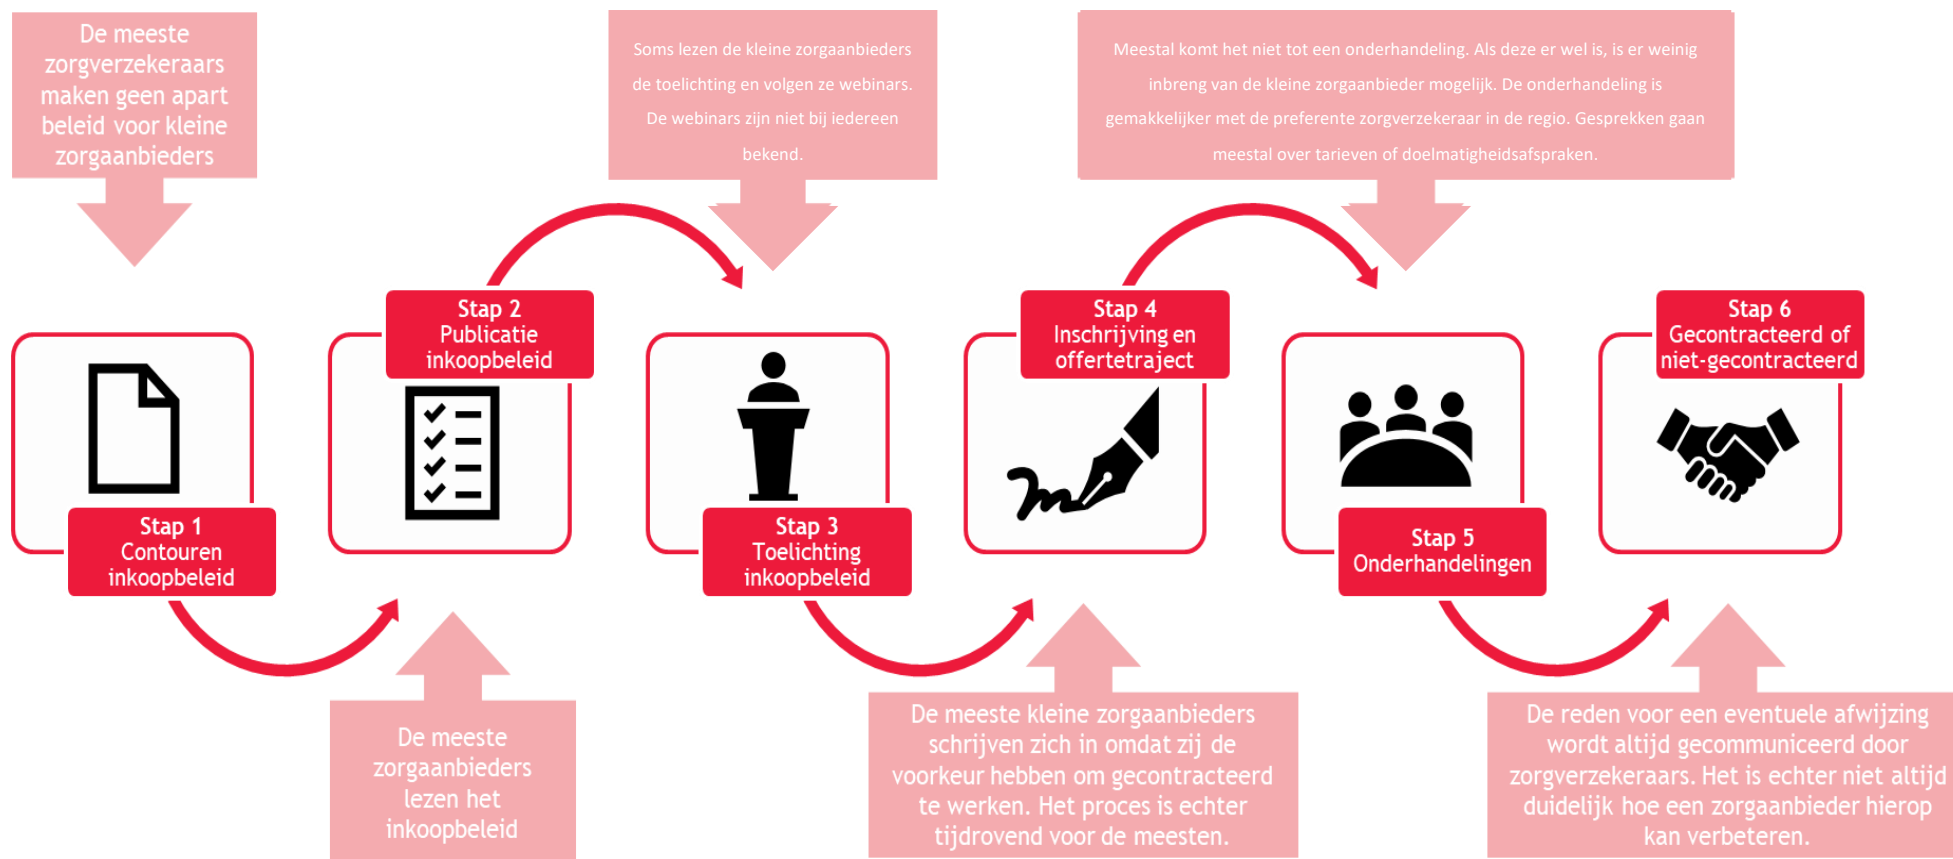 De meeste
zorgverzekeraars
maken geen apart
beleid voor kleine
zorgaanbieders
Soms lezen de kleine zorgaanbieders
de toelichting en volgen ze webinars.
De webinars zijn niet bij iedereen
bekend.
Meestal komt het niet tot een onderhandeling. Als deze er wel is, is er weinig
inbreng van de kleine zorgaanbieder mogelijk. De onderhandeling is
gemakkelijker met de preferente zorgverzekeraar in de regio. Gesprekken gaan
meestal over tarieven of doelmatigheidsafspraken.
Stap 1
Contouren
inkoopbeleid
Stap 2
Publicatie
inkoopbeleid
Stap 3
Toelichting
inkoopbeleid
Stap 4
Inschrijving en
offertetraject
Stap 5
Onderhandelingen
Stap 6
Gecontracteerd of
niet-gecontracteerd
De meeste
zorgaanbieders
lezen het
inkoopbeleid
De meeste kleine zorgaanbieders
schrijven zich in omdat zij de
voorkeur hebben om gecontracteerd
te werken. Het proces is echter
tijdrovend voor de meesten.
De reden voor een eventuele afwijzing
wordt altijd gecommuniceerd door
zorgverzekeraars. Het is echter niet altijd
duidelijk hoe een zorgaanbieder hierop
kan verbeteren.